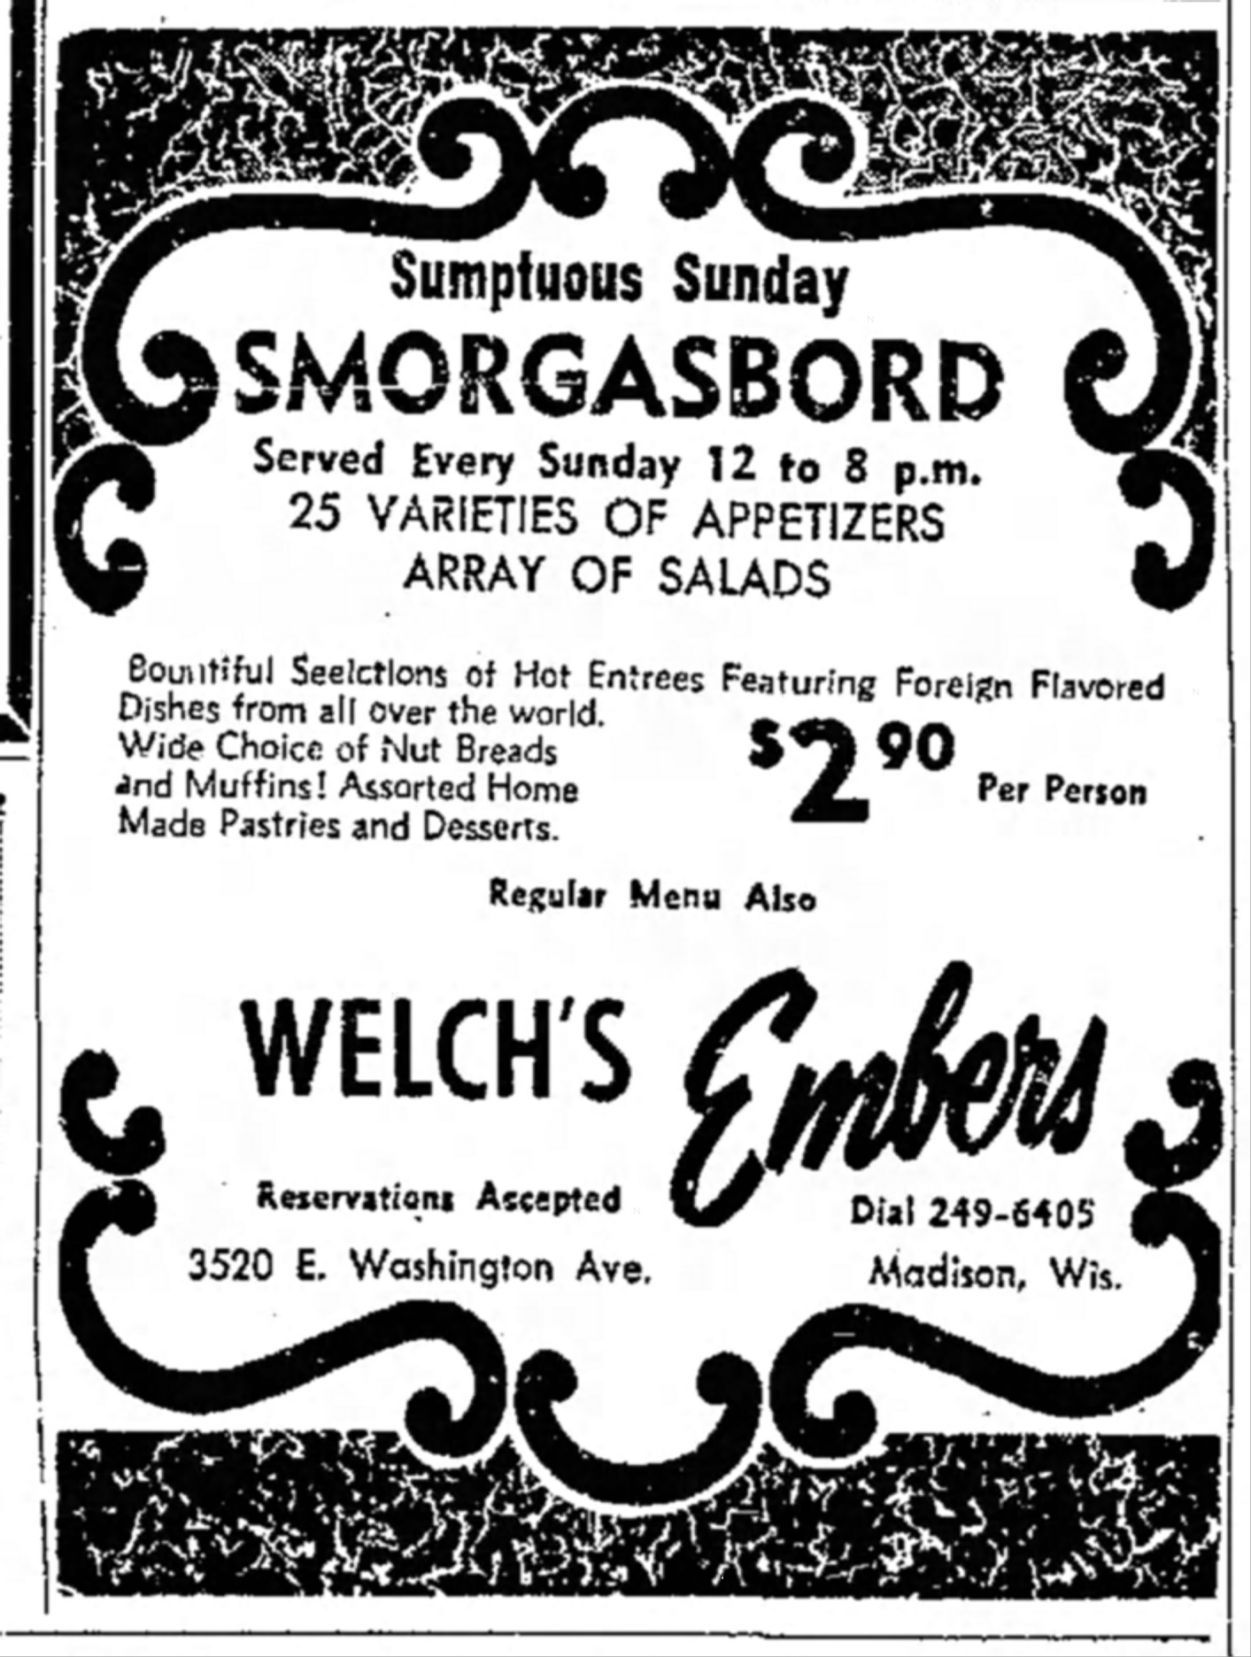 Sumptuous Sunday
SMORGASBORD
Served Every Sunday 12 to 8 p.m.
25 VARIETIES OF APPETIZERS
ARRAY OF SALADS
Bountiful Seelctions of Hot Entrees Featuring Foreign Flavored
Dishes from all over the world.
Wide Choice of Nut Breads
and Muffins! Assorted Home
Made Pastries and Desserts.
$2 90 Per Person
Regular Menu Also
WELCH'S Embers
Reservations Ascepted
Dial 249-6405
3520 E. Washington Ave.
Madison, Wis.